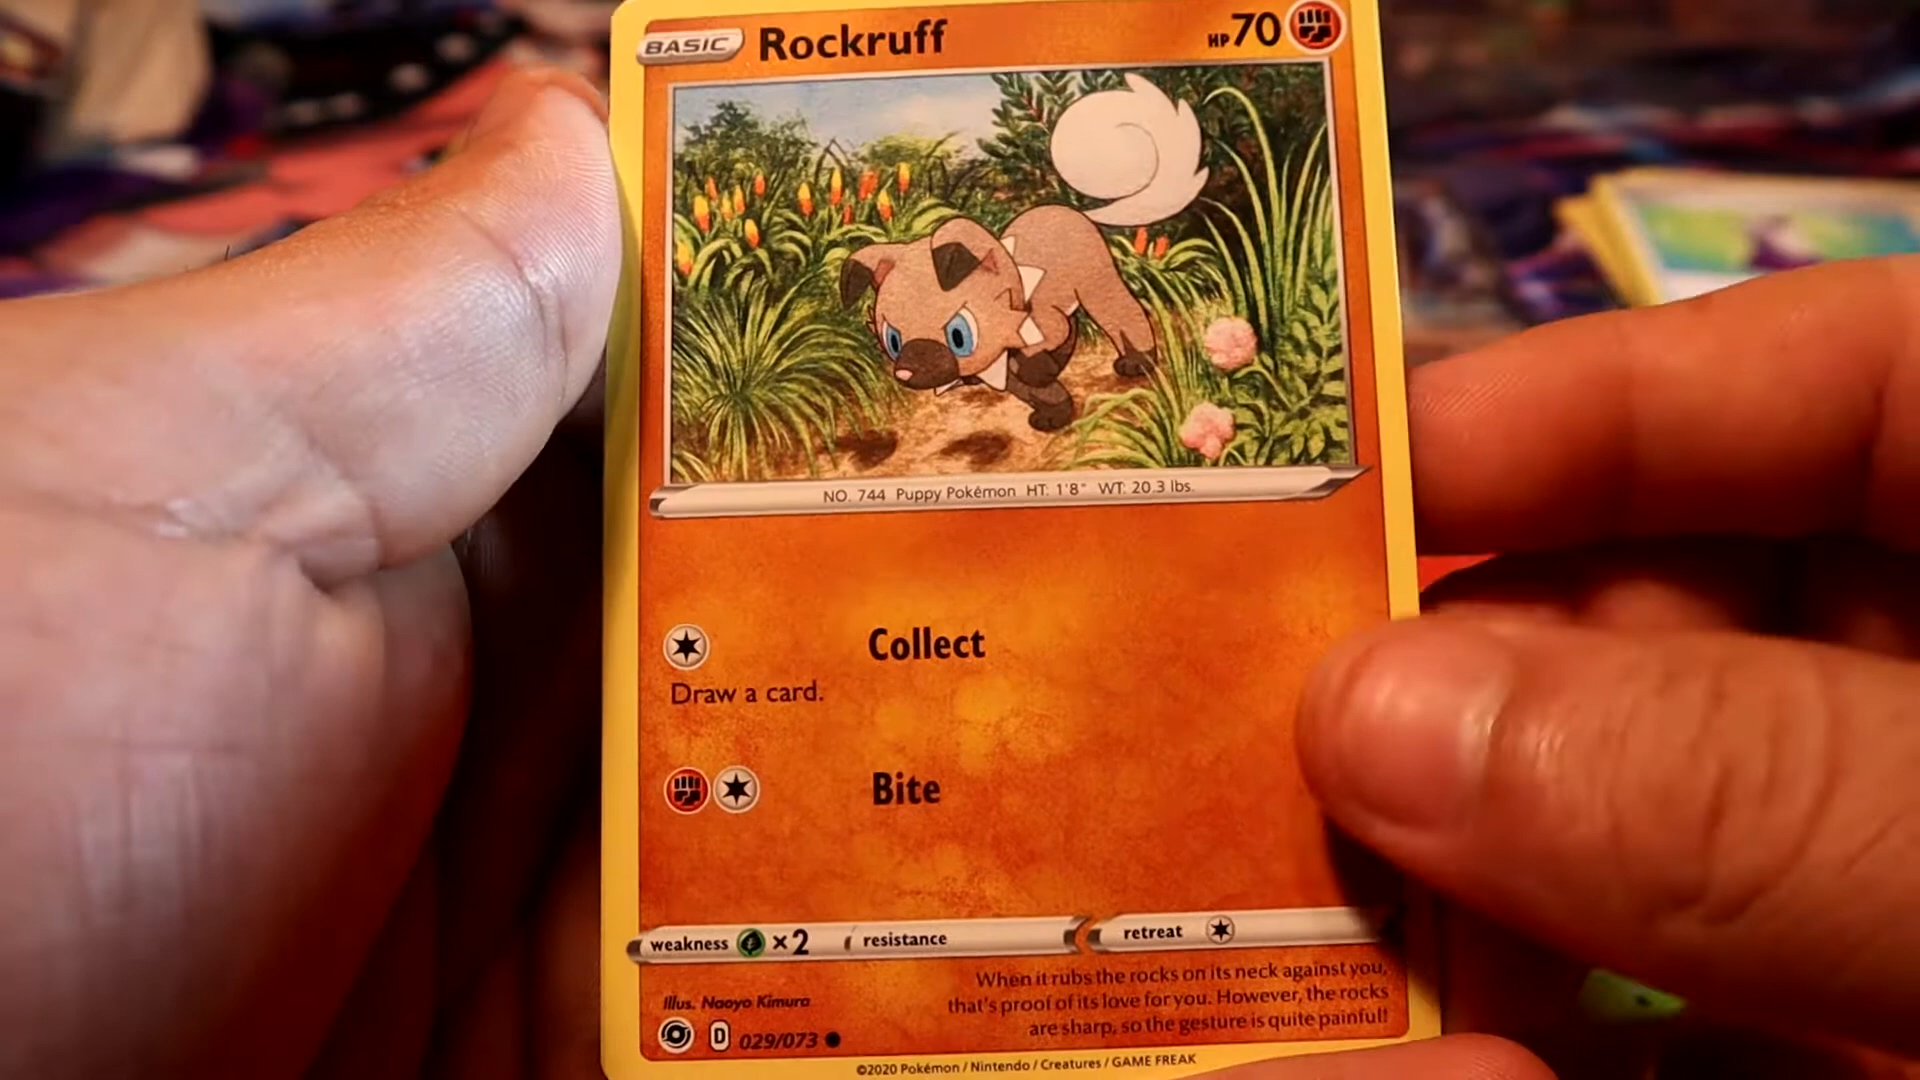 BASIC Rockruff HP 70
NO. 744 Puppy Pokémon HT: 1'8" WT: 20.3 lbs.
Collect
Draw a card.
Bite
weakness ×2 resistance retreat
When it rubs the rocks on its neck against you,
that's proof of its love for you. However, the rocks
are sharp, so the gesture is quite painful!
Illus. Naoyo Kimura
D 029/073
©2020 Pokémon / Nintendo / Creatures / GAME FREAK